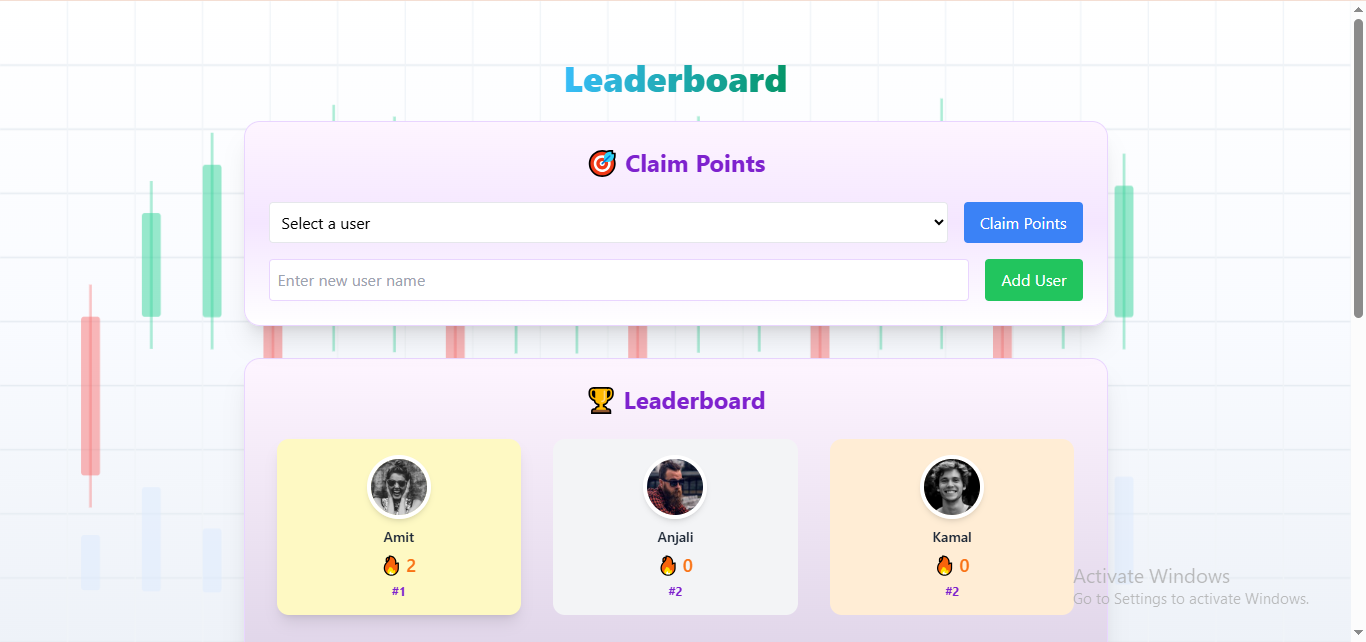 Leaderboard
🎯 Claim Points
Select a user
Claim Points
Enter new user name
Add User
🏆 Leaderboard
Amit
🔥 2
#1
Anjali
🔥 0
#2
Kamal
🔥 0
#2
Activate Windows
Go to Settings to activate Windows.